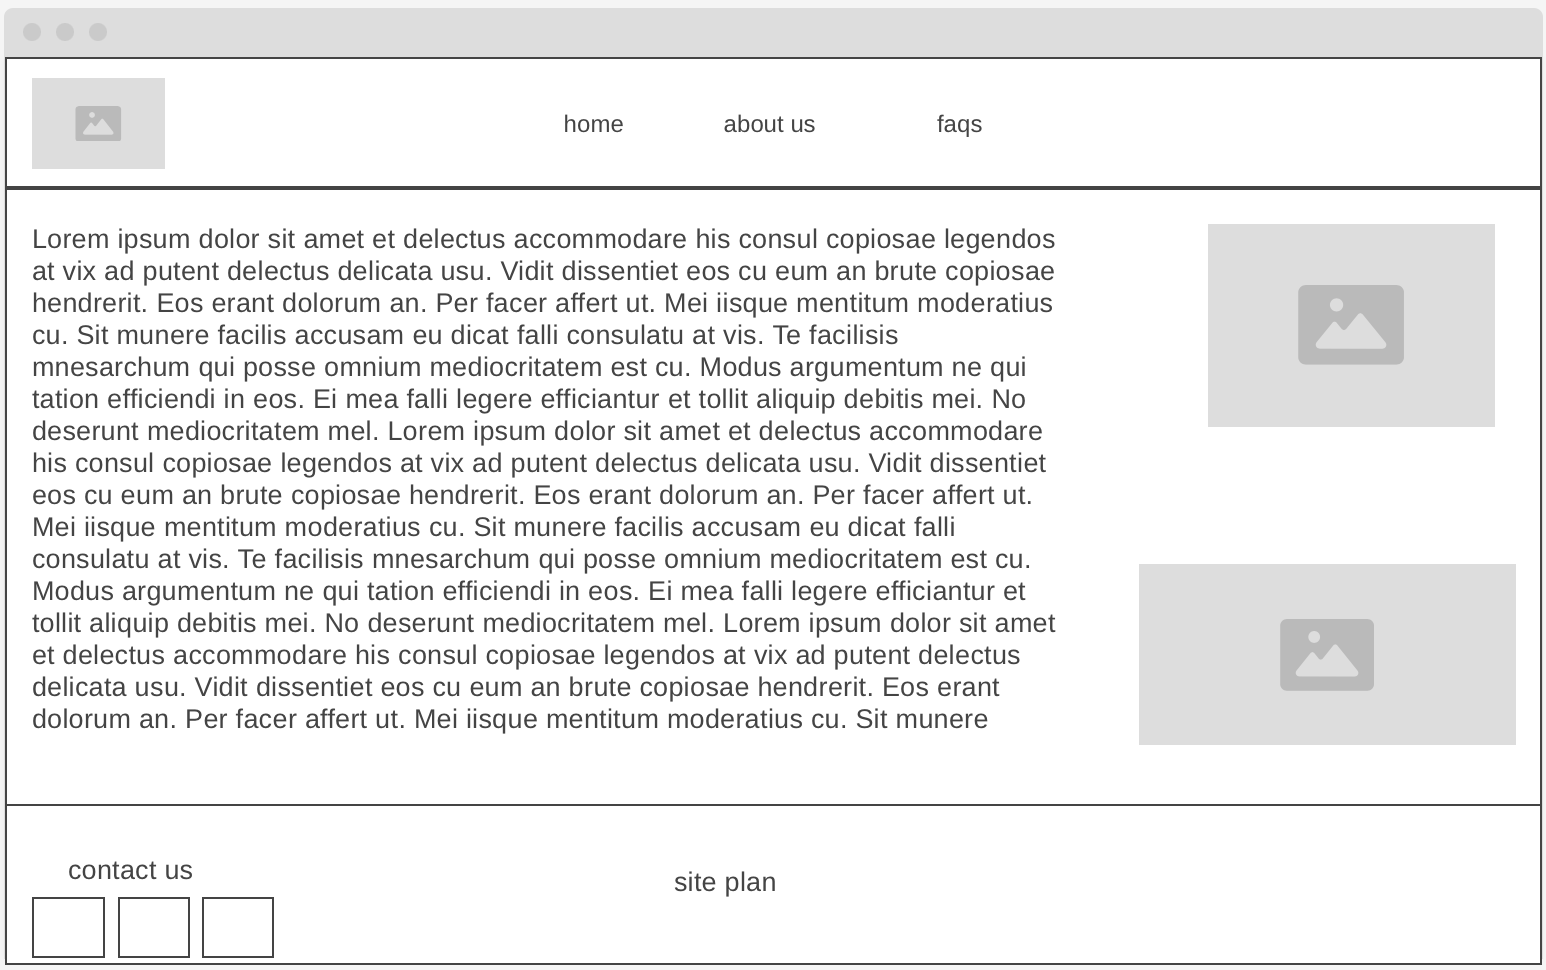 home about us faqs
Lorem ipsum dolor sit amet et delectus accommodare his consul copiosae legendos
at vix ad putent delectus delicata usu. Vidit dissentiet eos cu eum an brute copiosae
hendrerit. Eos erant dolorum an. Per facer affert ut. Mei iisque mentitum moderatius
cu. Sit munere facilis accusam eu dicat falli consulatu at vis. Te facilisis
mnesarchum qui posse omnium mediocritatem est cu. Modus argumentum ne qui
tation efficiendi in eos. Ei mea falli legere efficiantur et tollit aliquip debitis mei. No
deserunt mediocritatem mel. Lorem ipsum dolor sit amet et delectus accommodare
his consul copiosae legendos at vix ad putent delectus delicata usu. Vidit dissentiet
eos cu eum an brute copiosae hendrerit. Eos erant dolorum an. Per facer affert ut.
Mei iisque mentitum moderatius cu. Sit munere facilis accusam eu dicat falli
consulatu at vis. Te facilisis mnesarchum qui posse omnium mediocritatem est cu.
Modus argumentum ne qui tation efficiendi in eos. Ei mea falli legere efficiantur et
tollit aliquip debitis mei. No deserunt mediocritatem mel. Lorem ipsum dolor sit amet
et delectus accommodare his consul copiosae legendos at vix ad putent delectus
delicata usu. Vidit dissentiet eos cu eum an brute copiosae hendrerit. Eos erant
dolorum an. Per facer affert ut. Mei iisque mentitum moderatius cu. Sit munere
contact us
site plan